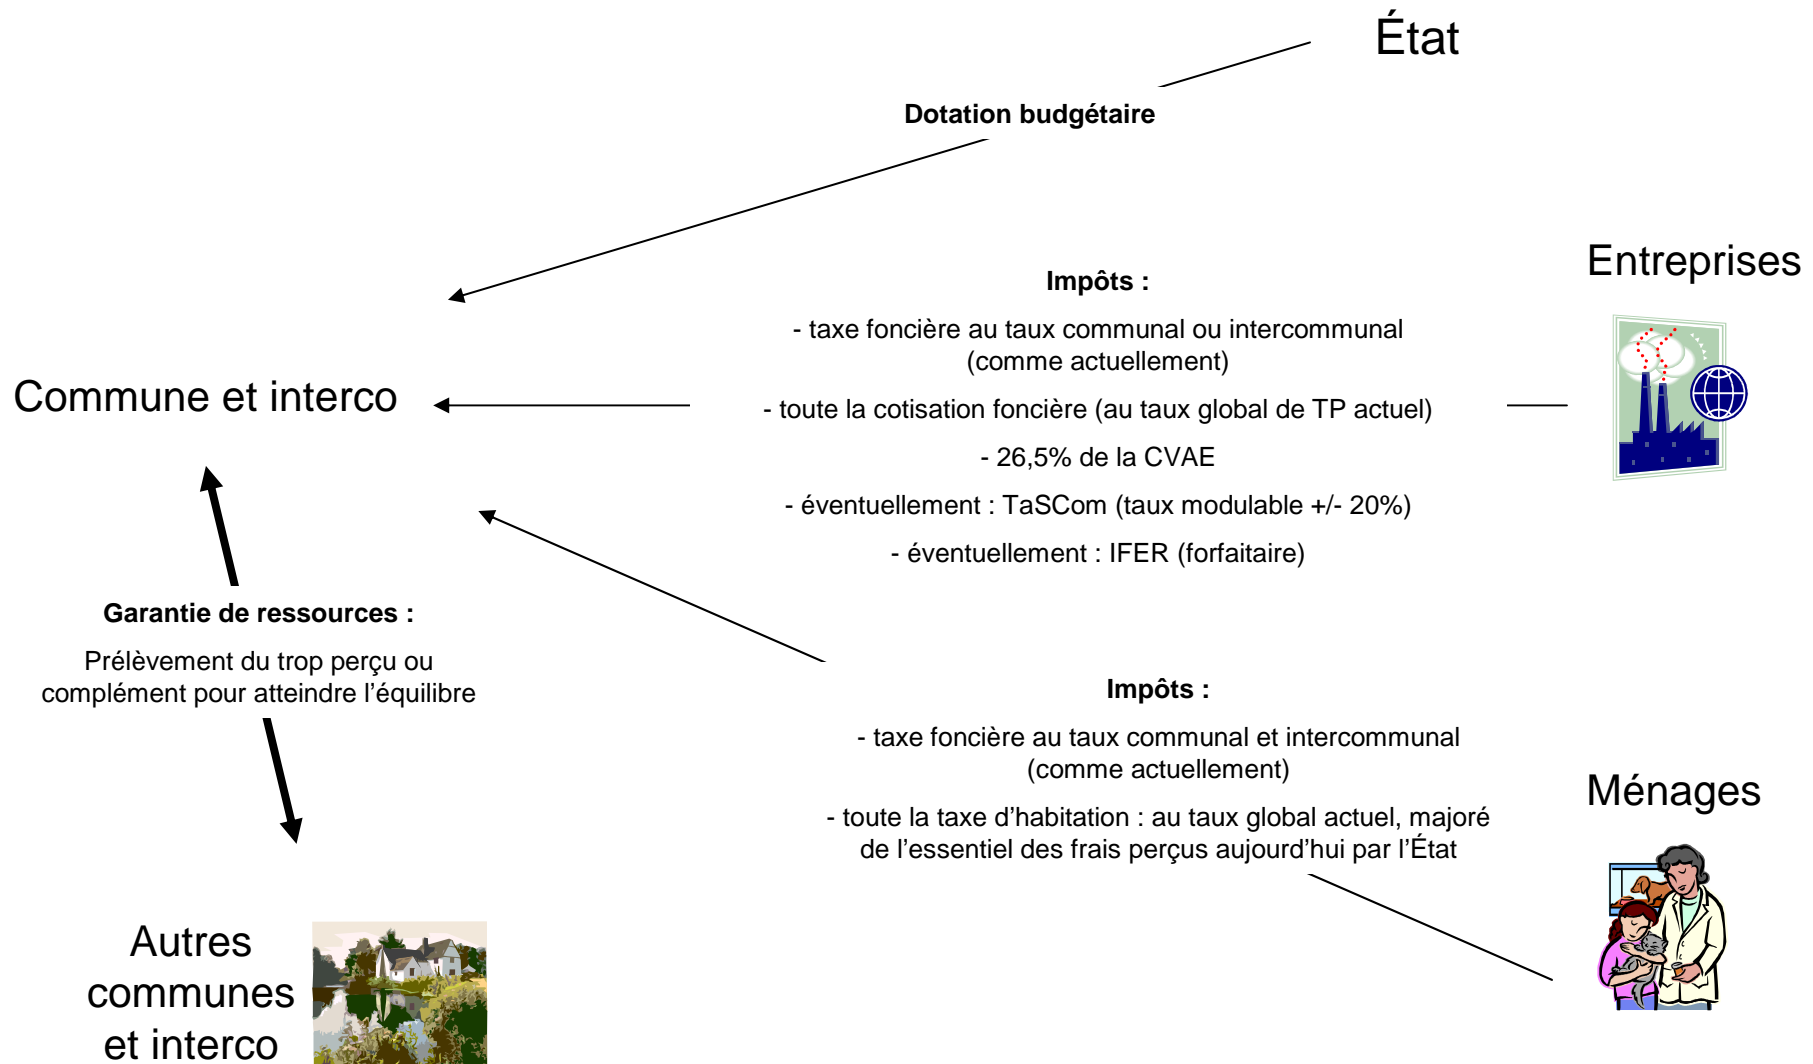 État
Dotation budgétaire
Entreprises
Impôts :
- taxe foncière au taux communal ou intercommunal
(comme actuellement)
- toute la cotisation foncière (au taux global de TP actuel)
- 26,5% de la CVAE
- éventuellement : TaSCom (taux modulable +/- 20%)
- éventuellement : IFER (forfaitaire)
Commune et interco
Garantie de ressources :
Prélèvement du trop perçu ou
complément pour atteindre l’équilibre
Impôts :
- taxe foncière au taux communal et intercommunal
(comme actuellement)
- toute la taxe d’habitation : au taux global actuel, majoré
de l’essentiel des frais perçus aujourd’hui par l’État
Ménages
Autres
communes
et interco